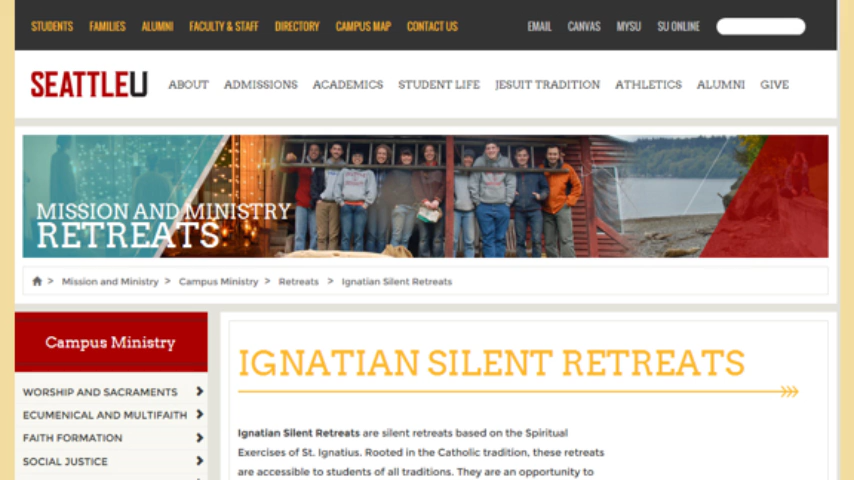 STUDENTS FAMILIES ALUMNI FACULTY & STAFF DIRECTORY CAMPUS MAP CONTACT US EMAIL CANVAS MYSU SU ONLINE
SEATTLEU ABOUT ADMISSIONS ACADEMICS STUDENT LIFE JESUIT TRADITION ATHLETICS ALUMNI GIVE
MISSION AND MINISTRY
RETREATS
> Mission and Ministry > Campus Ministry > Retreats > Ignatian Silent Retreats
Campus Ministry
WORSHIP AND SACRAMENTS
ECUMENICAL AND MULTIFAITH
FAITH FORMATION
SOCIAL JUSTICE
IGNATIAN SILENT RETREATS
Ignatian Silent Retreats are silent retreats based on the Spiritual
Exercises of St. Ignatius. Rooted in the Catholic tradition, these retreats
are accessible to students of all traditions. They are an opportunity to